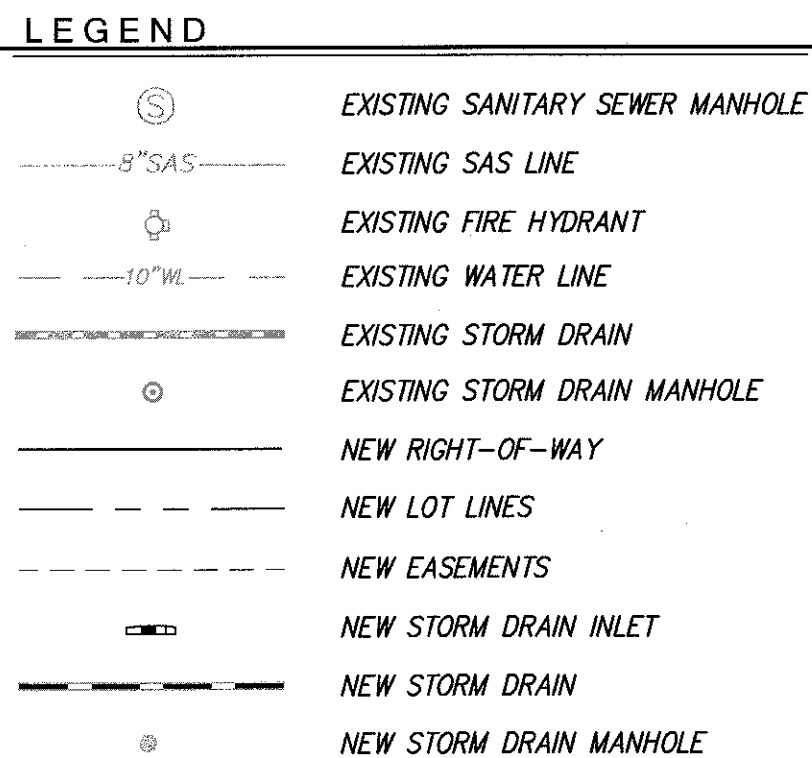 LEGEND
S EXISTING SANITARY SEWER MANHOLE
8"SAS EXISTING SAS LINE
EXISTING FIRE HYDRANT
10"WL EXISTING WATER LINE
EXISTING STORM DRAIN
EXISTING STORM DRAIN MANHOLE
NEW RIGHT-OF-WAY
NEW LOT LINES
NEW EASEMENTS
NEW STORM DRAIN INLET
NEW STORM DRAIN
NEW STORM DRAIN MANHOLE